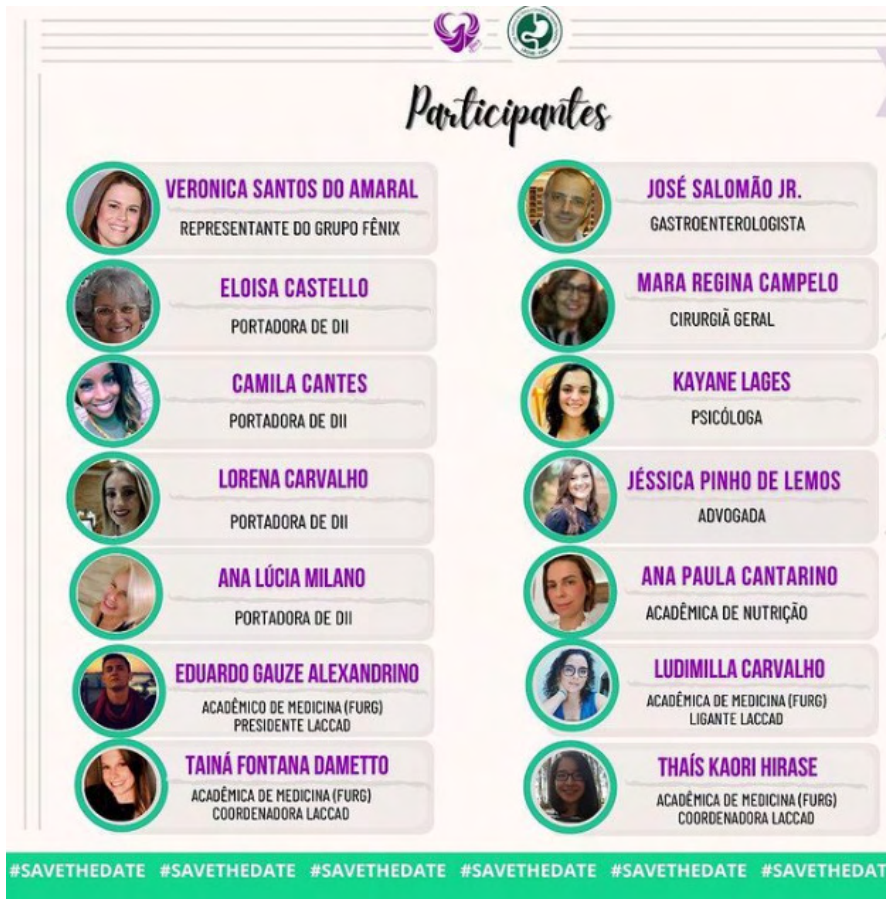 LACCAD - FURG
Participantes
VERONICA SANTOS DO AMARAL
REPRESENTANTE DO GRUPO FÊNIX
ELOISA CASTELLO
PORTADORA DE DII
CAMILA CANTES
PORTADORA DE DII
LORENA CARVALHO
PORTADORA DE DII
ANA LÚCIA MILANO
PORTADORA DE DII
EDUARDO GAUZE ALEXANDRINO
ACADÊMICO DE MEDICINA (FURG)
PRESIDENTE LACCAD
TAINÁ FONTANA DAMETTO
ACADÊMICA DE MEDICINA (FURG)
COORDENADORA LACCAD
JOSÉ SALOMÃO JR.
GASTROENTEROLOGISTA
MARA REGINA CAMPELO
CIRURGIÃ GERAL
KAYANE LAGES
PSICÓLOGA
JÉSSICA PINHO DE LEMOS
ADVOGADA
ANA PAULA CANTARINO
ACADÊMICA DE NUTRIÇÃO
LUDIMILLA CARVALHO
ACADÊMICA DE MEDICINA (FURG)
LIGANTE LACCAD
THAÍS KAORI HIRASE
ACADÊMICA DE MEDICINA (FURG)
COORDENADORA LACCAD
#SAVETHEDATE #SAVETHEDATE #SAVETHEDATE #SAVETHEDATE #SAVETHEDATE #SAVETHEDAT